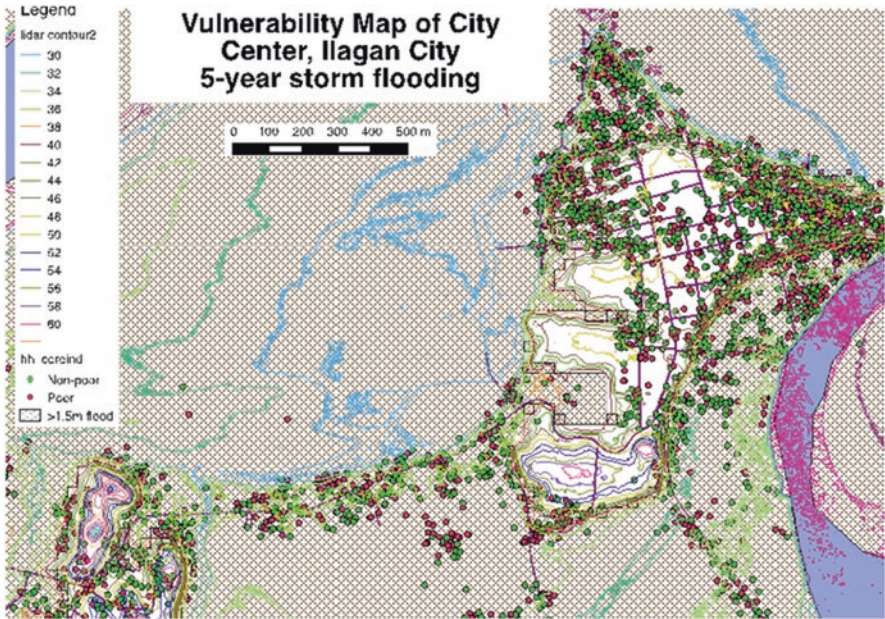 Legend
lidar contour2
30
32
34
36
38
40
42
44
46
48
50
52
54
56
58
60
Non-poor
Poor
>1.5m flood
Vulnerability Map of City
Center, Ilagan City
5-year storm flooding
0 100 200 300 400 500 m